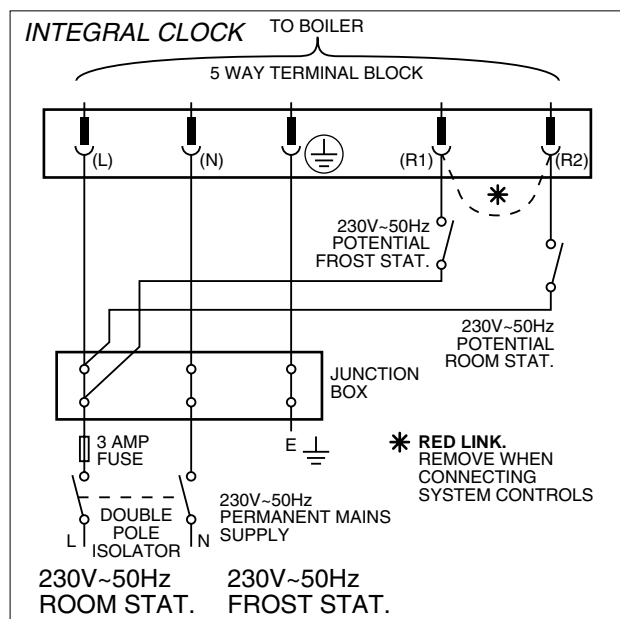 INTEGRAL CLOCK
TO BOILER
5 WAY TERMINAL BLOCK
(L) (N) (R1) (R2)
230V~50Hz
POTENTIAL
FROST STAT.
230V~50Hz
POTENTIAL
ROOM STAT.
JUNCTION
BOX
3 AMP
FUSE
E
* RED LINK.
REMOVE WHEN
CONNECTING
SYSTEM CONTROLS
230V~50Hz
PERMANENT MAINS
SUPPLY
DOUBLE
POLE
ISOLATOR
L N
230V~50Hz
ROOM STAT.
230V~50Hz
FROST STAT.